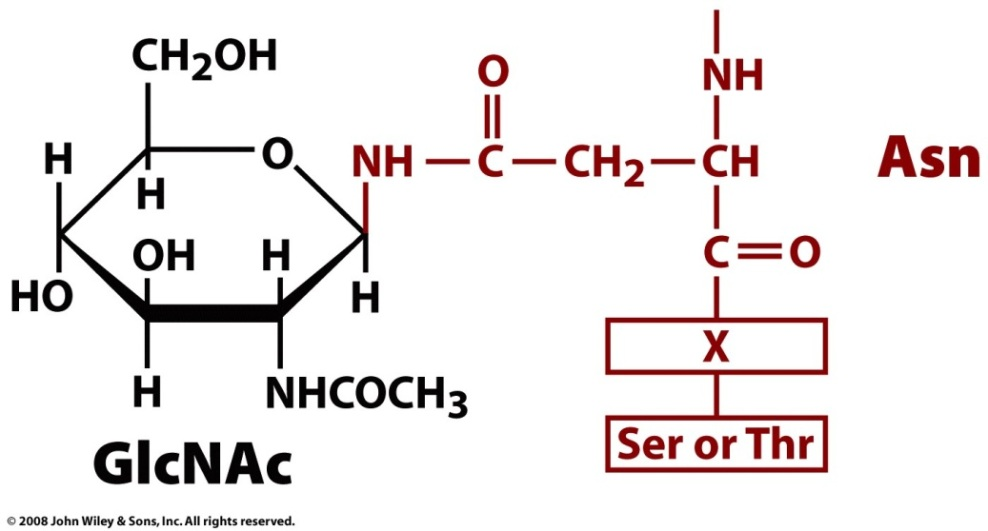 CH₂OH
O
NH
H
O
NH
C
CH₂
CH
Asn
H
OH
H
C
O
HO
H
X
H
NHCOCH₃
Ser or Thr
GlcNAc
© 2008 John Wiley & Sons, Inc. All rights reserved.